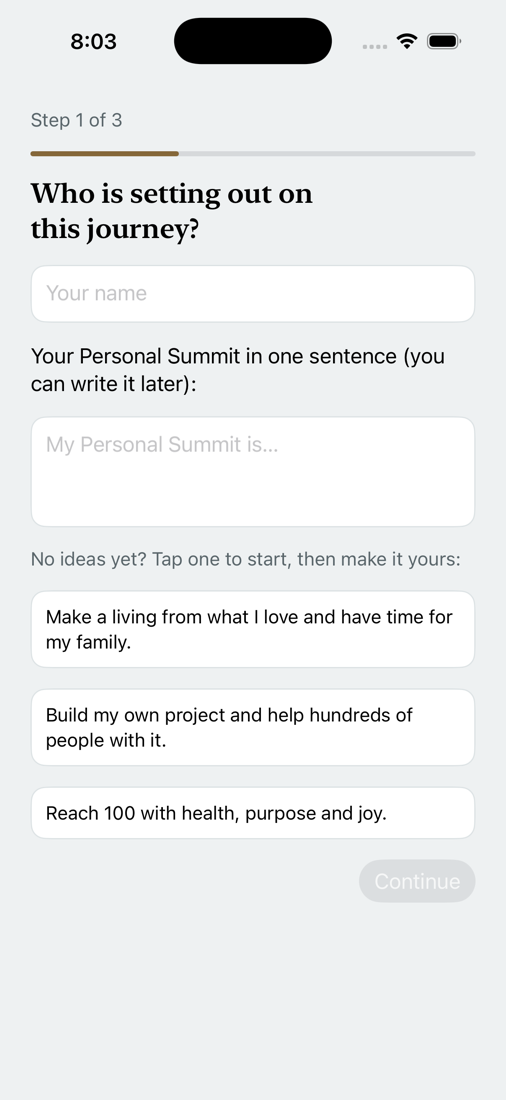 8:03
Step 1 of 3
Who is setting out on
this journey?
Your name
Your Personal Summit in one sentence (you
can write it later):
My Personal Summit is...
No ideas yet? Tap one to start, then make it yours:
Make a living from what I love and have time for
my family.
Build my own project and help hundreds of
people with it.
Reach 100 with health, purpose and joy.
Continue